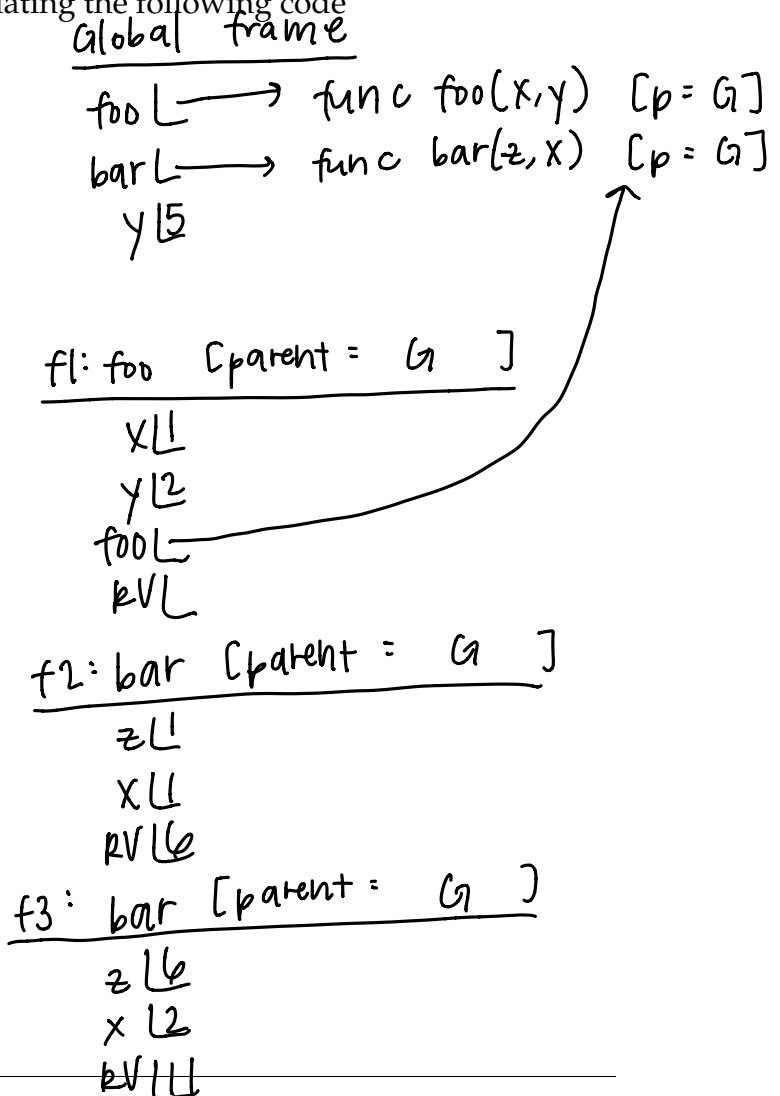 the following code
Global frame
foo func foo(x,y) [p = G]
bar func bar(z,x) [p = G]
y 5
f1: foo [parent = G ]
x 1
y 2
foo
RV
f2: bar [parent = G ]
z 1
x 1
RV 6
f3: bar [parent = G ]
z 6
x 2
RV 11